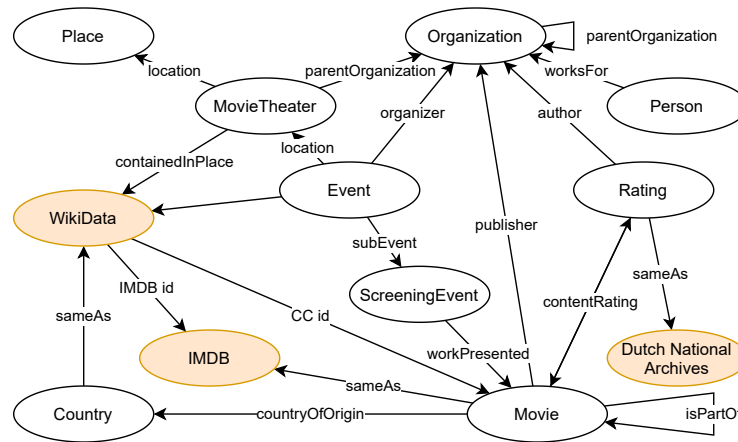 Place
Organization
parentOrganization
location
parentOrganization
worksFor
MovieTheater
Person
organizer
author
location
containedInPlace
Event
Rating
WikiData
publisher
subEvent
sameAs
IMDB id
ScreeningEvent
contentRating
sameAs
CC id
IMDB
workPresented
Dutch National
Archives
sameAs
Country
countryOfOrigin
Movie
isPartOf